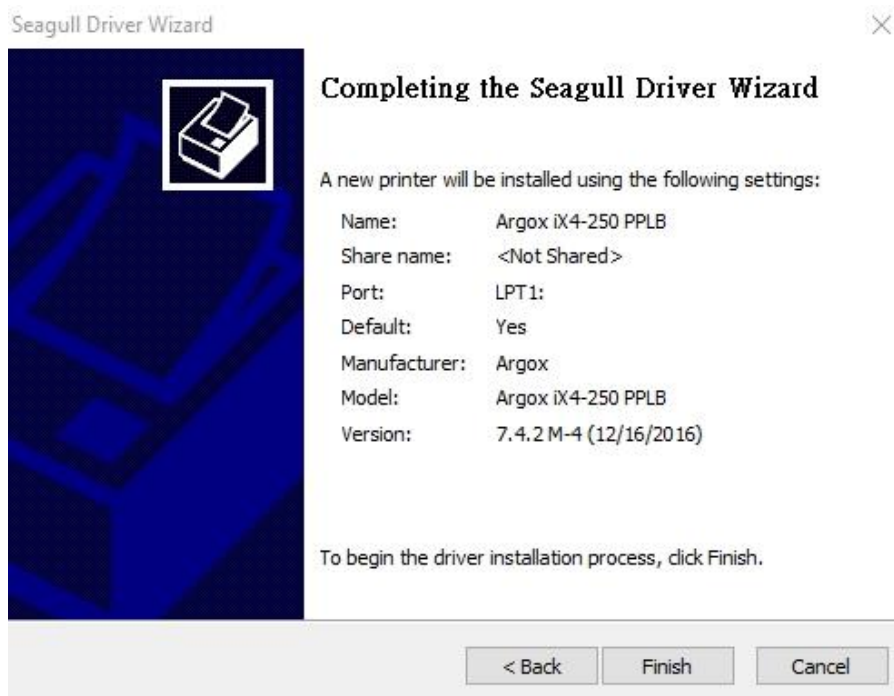 Seagull Driver Wizard
Completing the Seagull Driver Wizard
A new printer will be installed using the following settings:
Name: Argox iX4-250 PPLB
Share name: <Not Shared>
Port: LPT1:
Default: Yes
Manufacturer: Argox
Model: Argox iX4-250 PPLB
Version: 7.4.2 M-4 (12/16/2016)
To begin the driver installation process, click Finish.
< Back Finish Cancel